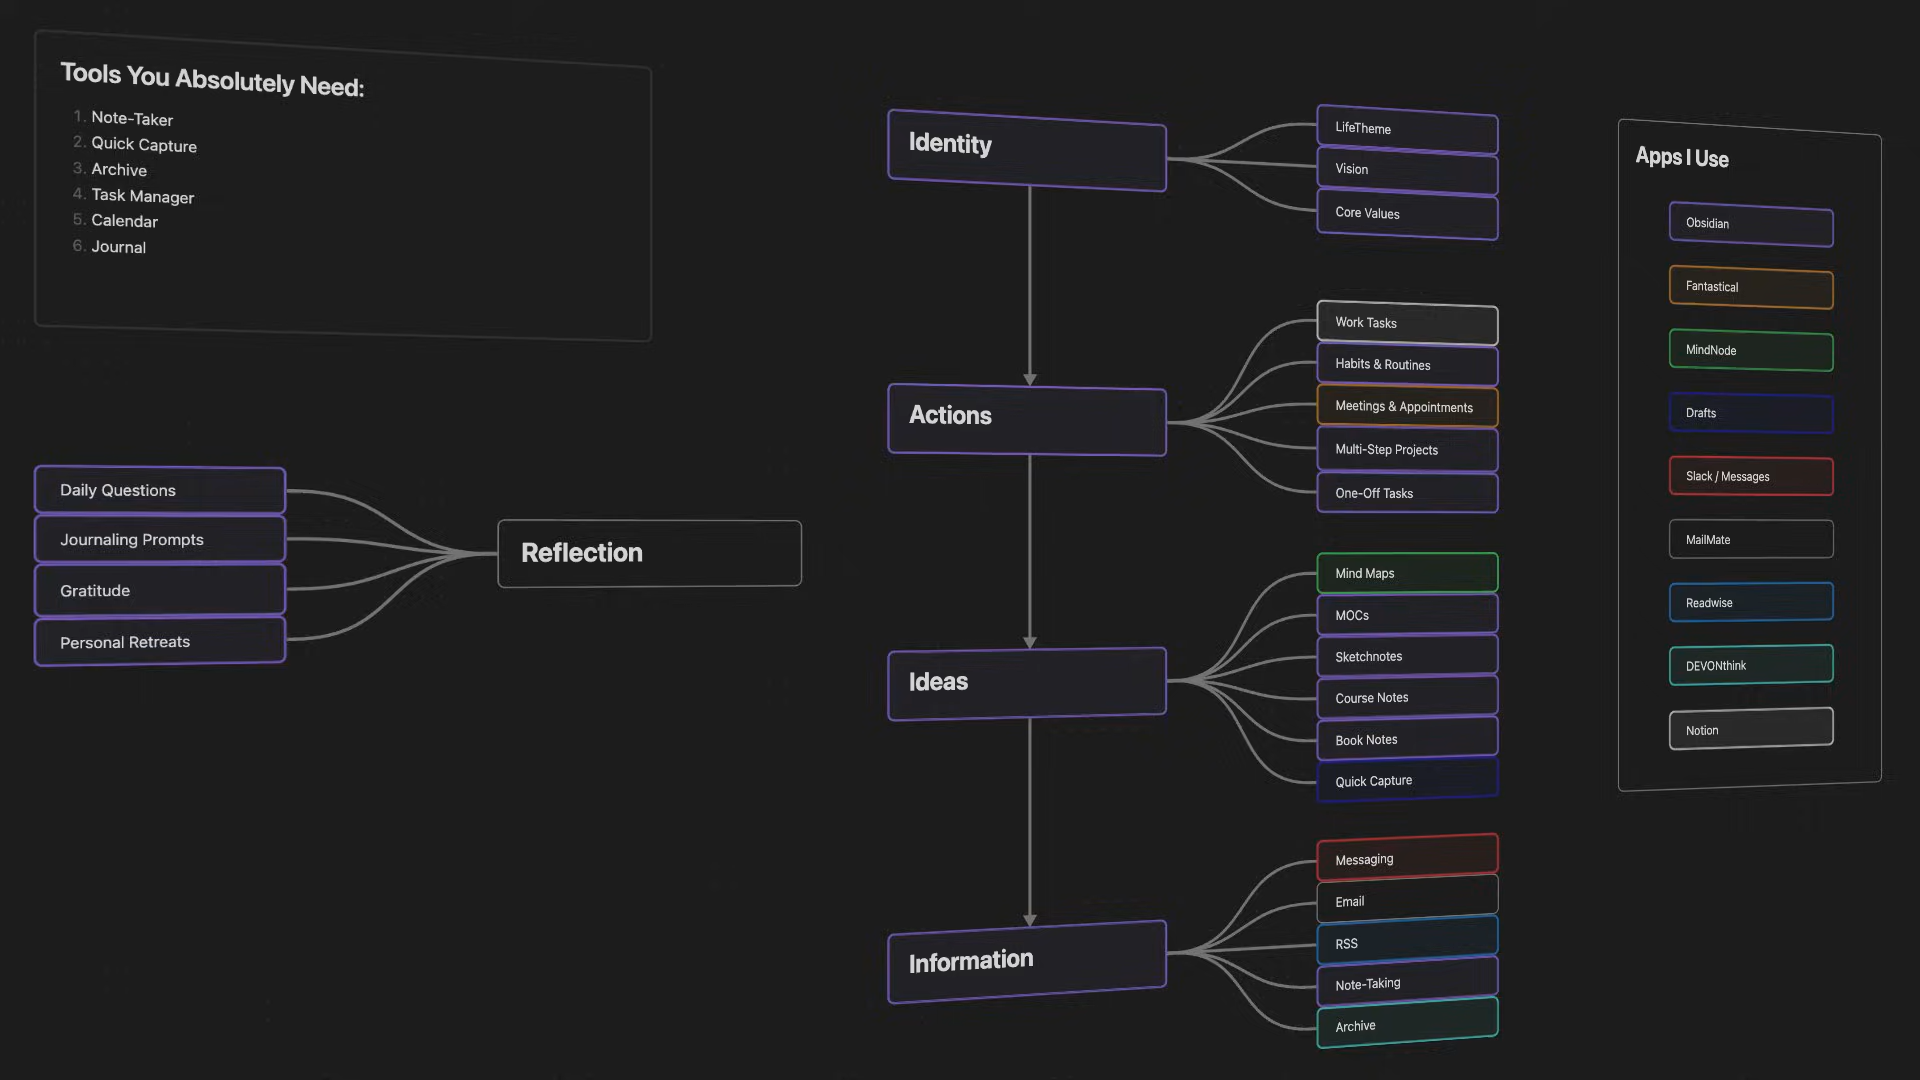 Tools You Absolutely Need:
1. Note-Taker
2. Quick Capture
3. Archive
4. Task Manager
5. Calendar
6. Journal
Daily Questions
Journaling Prompts
Gratitude
Personal Retreats
Reflection
Identity
LifeTheme
Vision
Core Values
Actions
Work Tasks
Habits & Routines
Meetings & Appointments
Multi-Step Projects
One-Off Tasks
Ideas
Mind Maps
MOCs
Sketchnotes
Course Notes
Book Notes
Quick Capture
Information
Messaging
Email
RSS
Note-Taking
Archive
Apps I Use
Obsidian
Fantastical
MindNode
Drafts
Slack / Messages
MailMate
Readwise
DEVONthink
Notion